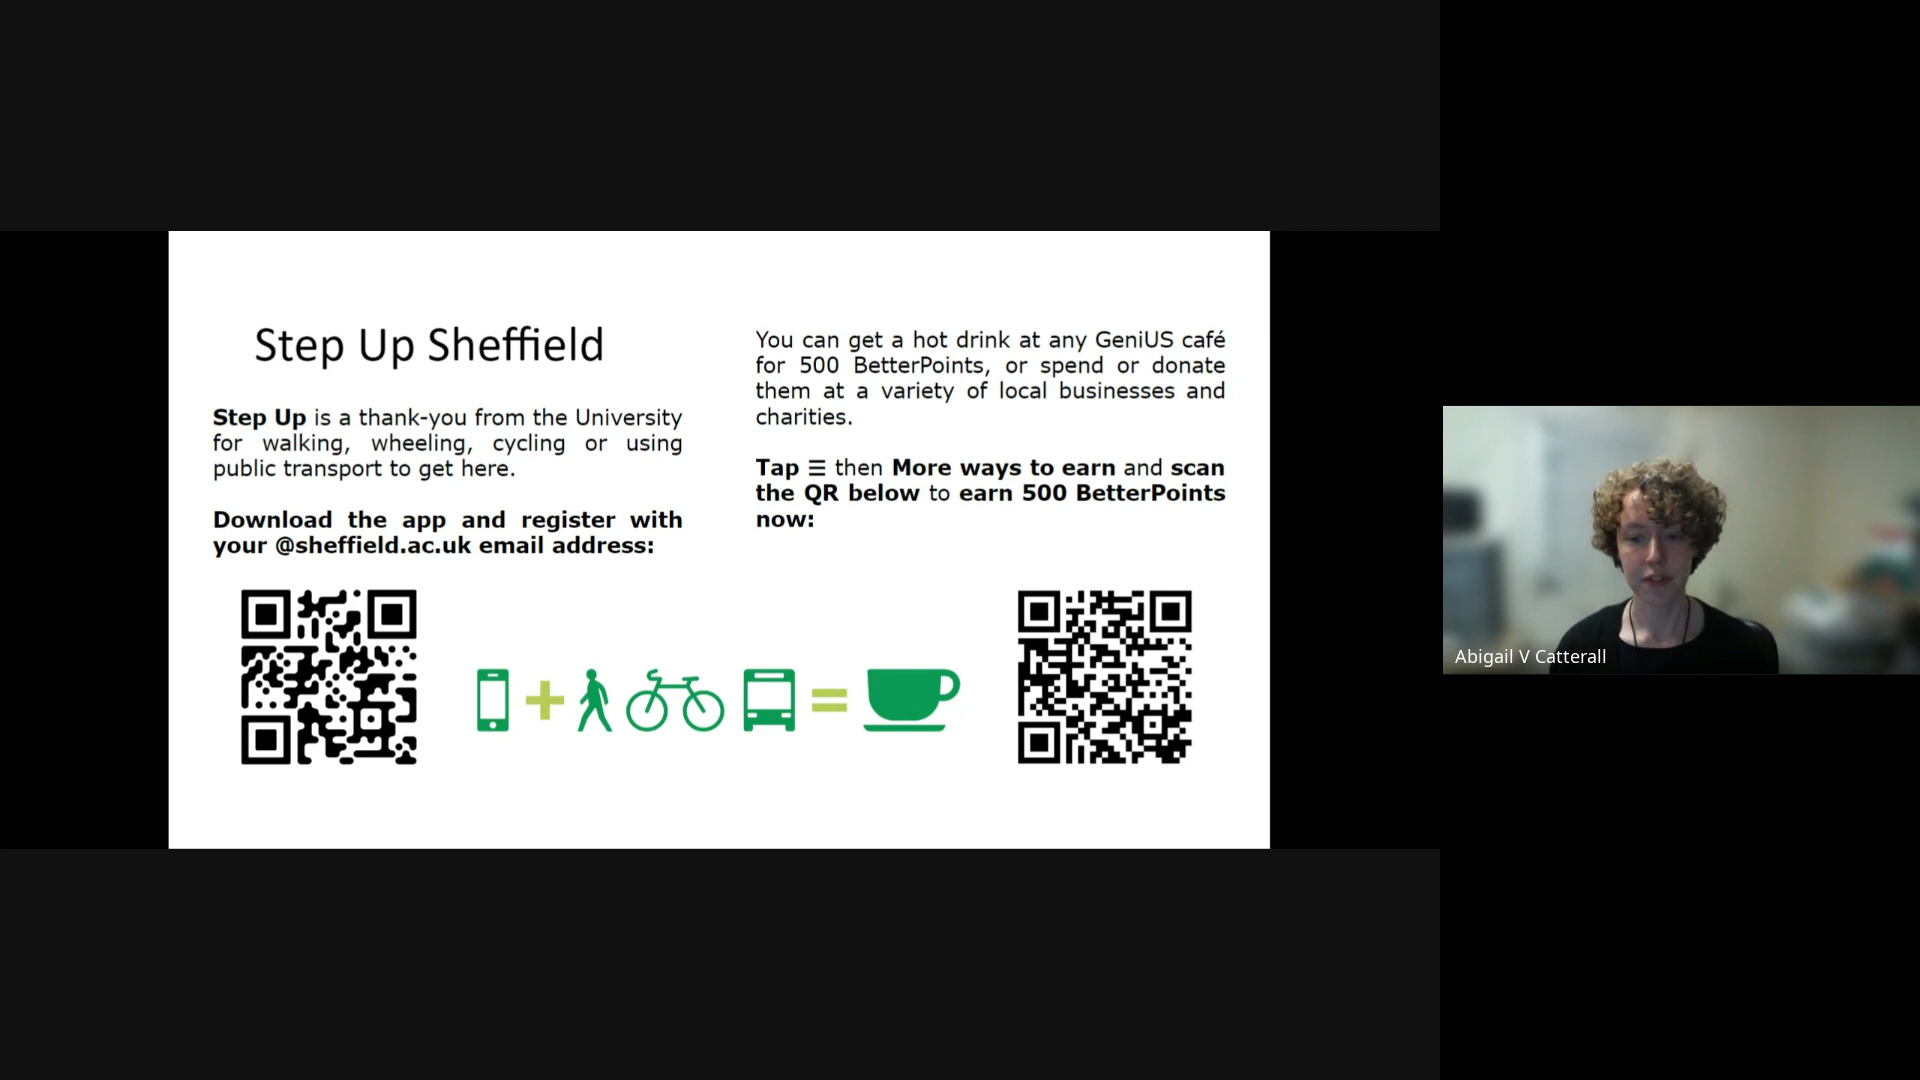 Step Up Sheffield
Step Up is a thank-you from the University
for walking, wheeling, cycling or using
public transport to get here.
Download the app and register with
your @sheffield.ac.uk email address:
You can get a hot drink at any GeniUS café
for 500 BetterPoints, or spend or donate
them at a variety of local businesses and
charities.
Tap ☰ then More ways to earn and scan
the QR below to earn 500 BetterPoints
now:
Abigail V Catterall